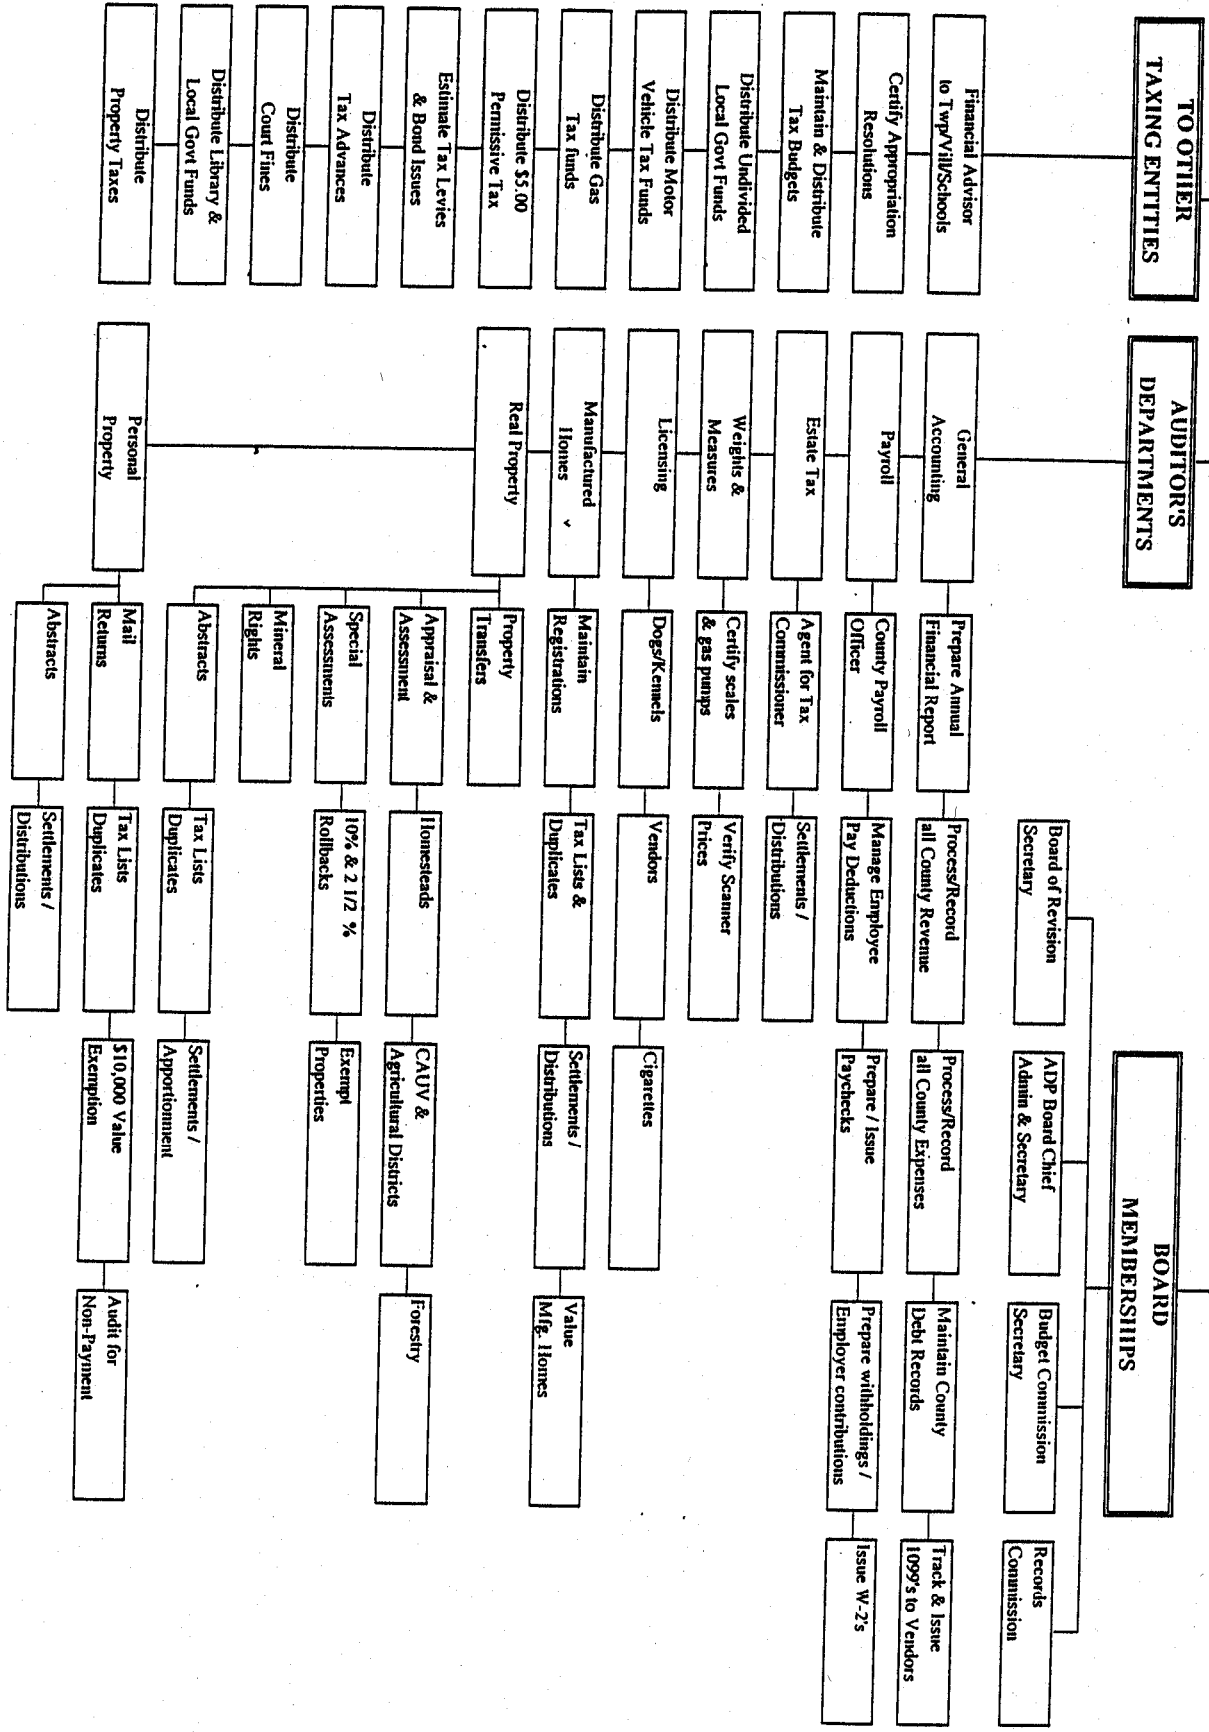 TO OTHER
TAXING ENTITIES
Financial Advisor
to Twp/Vill/Schools
Certify Appropriation
Resolutions
Maintain & Distribute
Tax Budgets
Distribute Undivided
Local Govt Funds
Distribute Motor
Vehicle Tax Funds
Distribute Gas
Tax funds
Distribute $5.00
Permissive Tax
Estimate Tax Levies
& Bond Issues
Distribute
Tax Advances
Distribute
Court Fines
Distribute Library &
Local Govt Funds
Distribute
Property Taxes
AUDITOR'S
DEPARTMENTS
General
Accounting
Prepare Annual
Financial Report
Process/Record
all County Revenue
Process/Record
all County Expenses
Maintain County
Debt Records
Track & Issue
1099's to Vendors
Payroll
County Payroll
Officer
Manage Employee
Pay Deductions
Prepare / Issue
Paychecks
Prepare withholdings /
Employer contributions
Issue W-2's
Estate Tax
Agent for Tax
Commissioner
Settlements /
Distributions
Weights &
Measures
Certify scales
& gas pumps
Verify Scanner
Prices
Licensing
Dogs/Kennels
Vendors
Cigarettes
Manufactured
Homes
Maintain
Registrations
Tax Lists &
Duplicates
Settlements /
Distributions
Value
Mfg. Homes
Real Property
Property
Transfers
Appraisal &
Assessment
Homesteads
CAUV &
Agricultural Districts
Forestry
Special
Assessments
10% & 2 1/2 %
Rollbacks
Exempt
Properties
Mineral
Rights
Abstracts
Tax Lists
Duplicates
Settlements /
Apportionment
Personal
Property
Mail
Returns
Tax Lists
Duplicates
$10,000 Value
Exemption
Audit for
Non-Payment
Abstracts
Settlements /
Distributions
BOARD
MEMBERSHIPS
Board of Revision
Secretary
ADP Board Chief
Admin & Secretary
Budget Commission
Secretary
Records
Commission